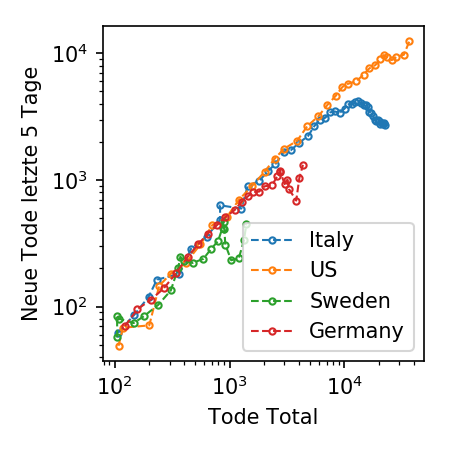 10⁴
10³
10²
Neue Tode letzte 5 Tage
Italy
US
Sweden
Germany
10² 10³ 10⁴
Tode Total